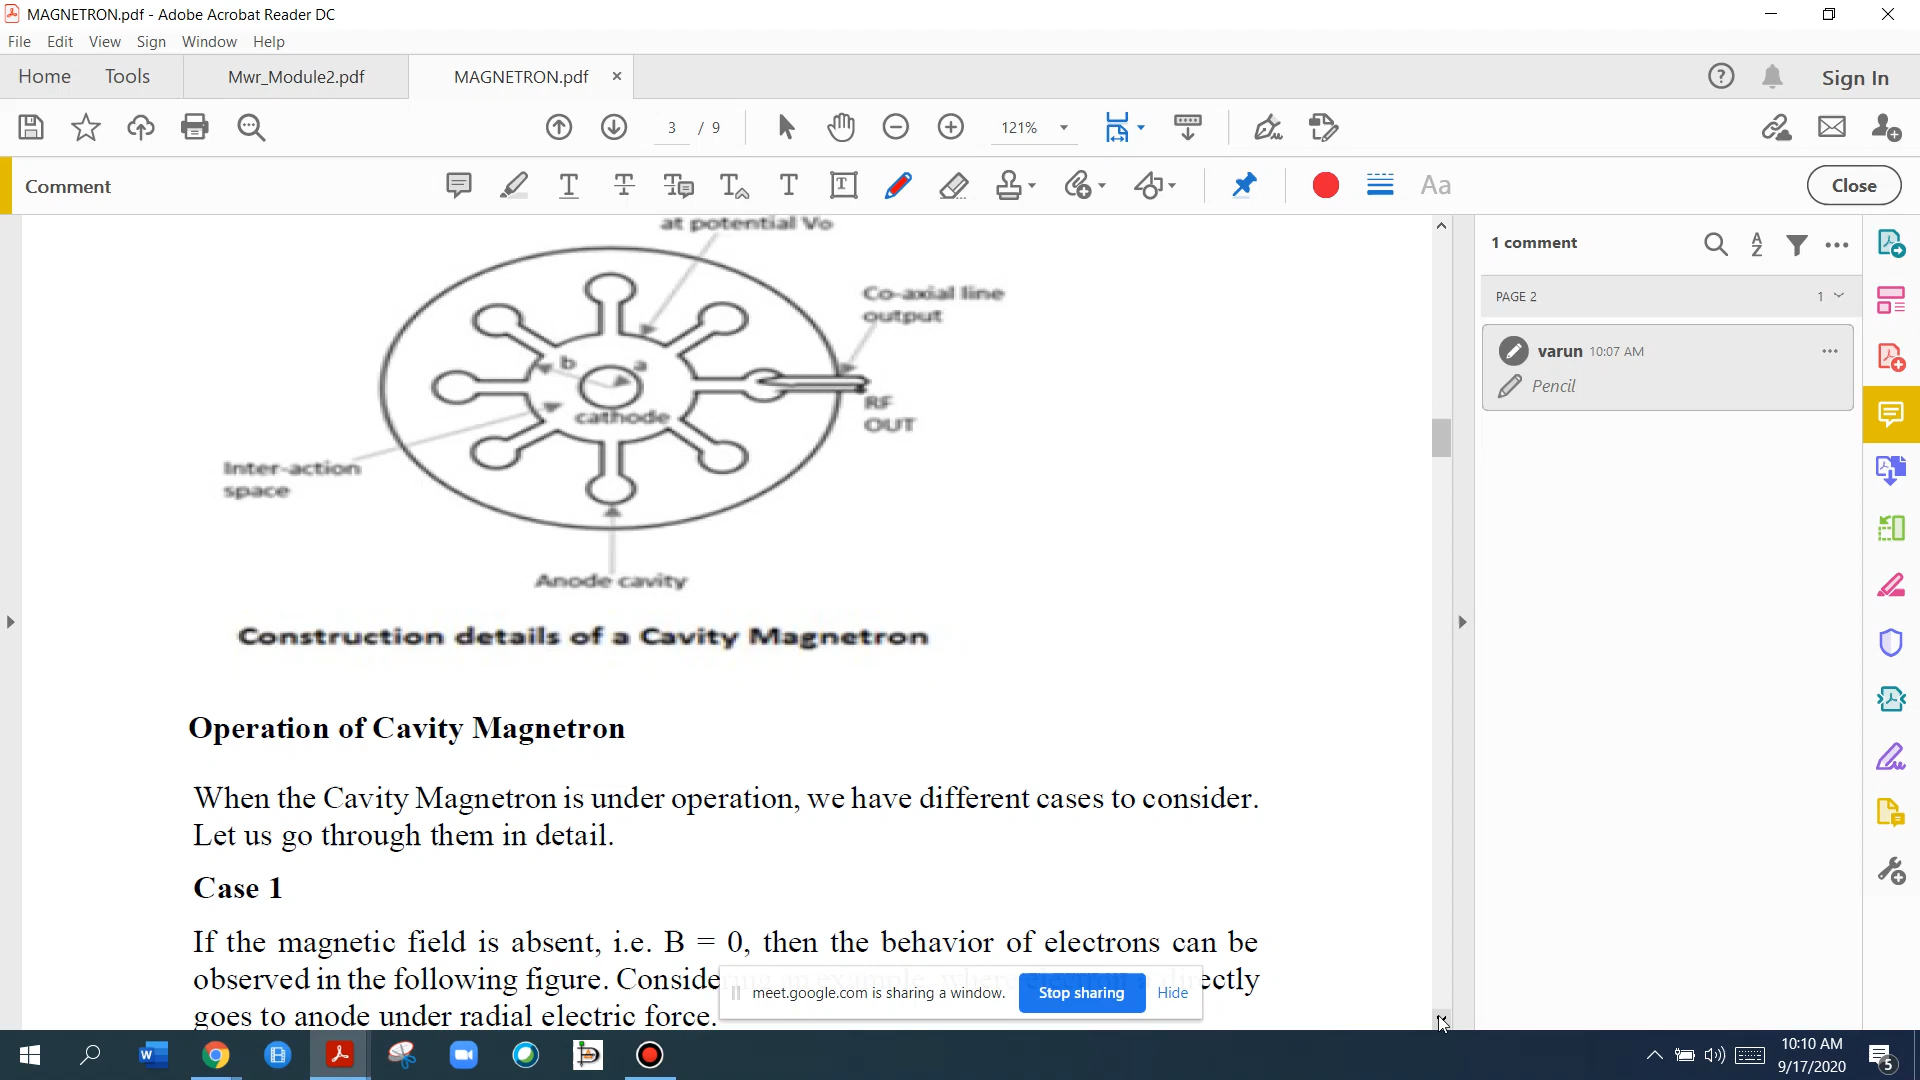 MAGNETRON.pdf - Adobe Acrobat Reader DC
File Edit View Sign Window Help
Home Tools Mwr_Module2.pdf MAGNETRON.pdf × Sign In
3 / 9 121%
Comment Aa Close
at potential Vo
Co-axial line
output
b a
cathode
RF
OUT
Inter-action
space
Anode cavity
Construction details of a Cavity Magnetron
Operation of Cavity Magnetron
When the Cavity Magnetron is under operation, we have different cases to consider.
Let us go through them in detail.
Case 1
If the magnetic field is absent, i.e. B = 0, then the behavior of electrons can be
observed in the following figure.
goes to anode under radial electric force.
meet.google.com is sharing a window. Stop sharing Hide
1 comment
A
Z
PAGE 2 1
varun 10:07 AM
Pencil
10:10 AM
9/17/2020
5